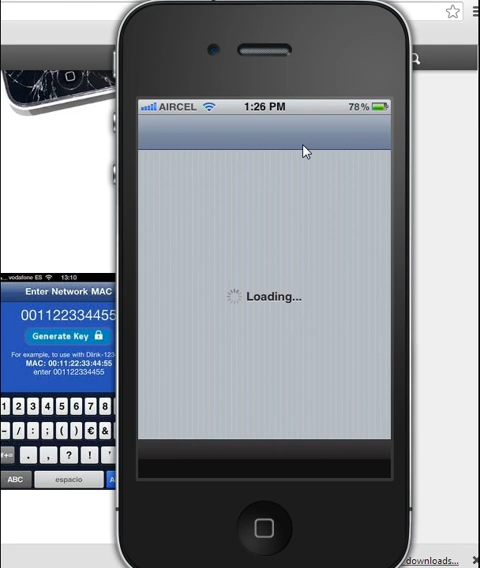 AIRCEL 1:26 PM 78%
Loading...
vodafone ES 13:10
Enter Network MAC
001122334455
Generate Key
For example, to use with Dlink-123
MAC: 00:11:22:33:44:55
enter 001122334455
1 2 3 4 5 6 7 8
- / : ; ( ) € &
#+= . , ? ! '
ABC espacio
downloads...